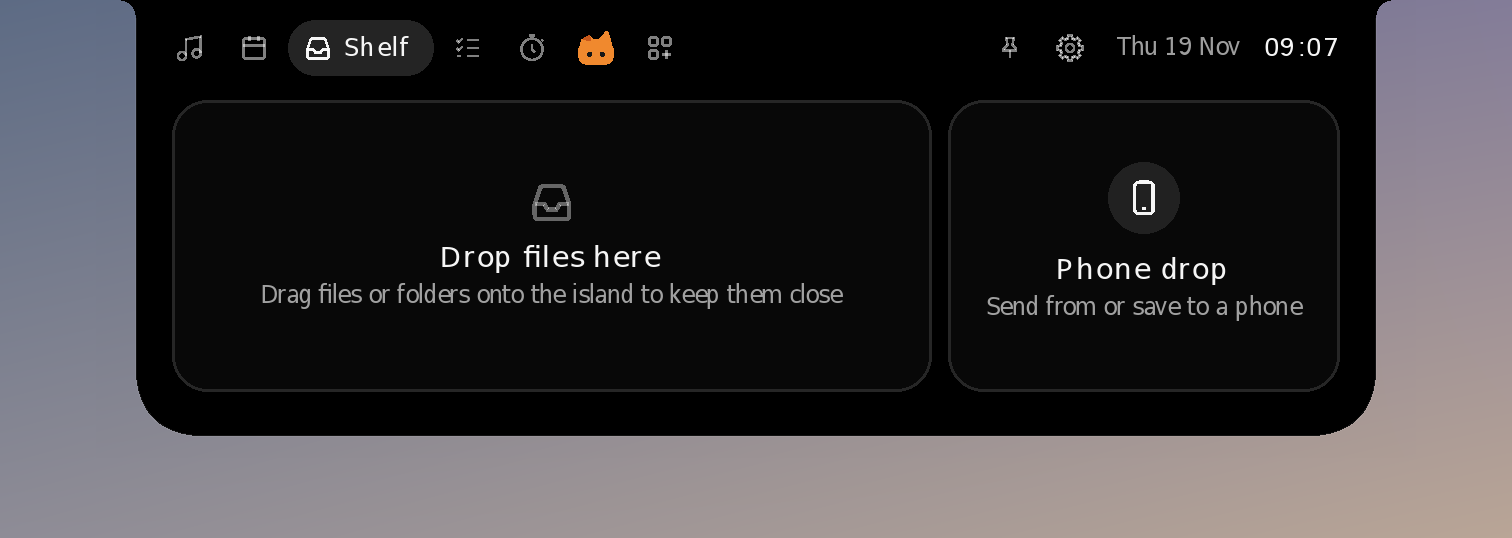 Shelf
Thu 19 Nov 09:07
Drop files here
Drag files or folders onto the island to keep them close
Phone drop
Send from or save to a phone